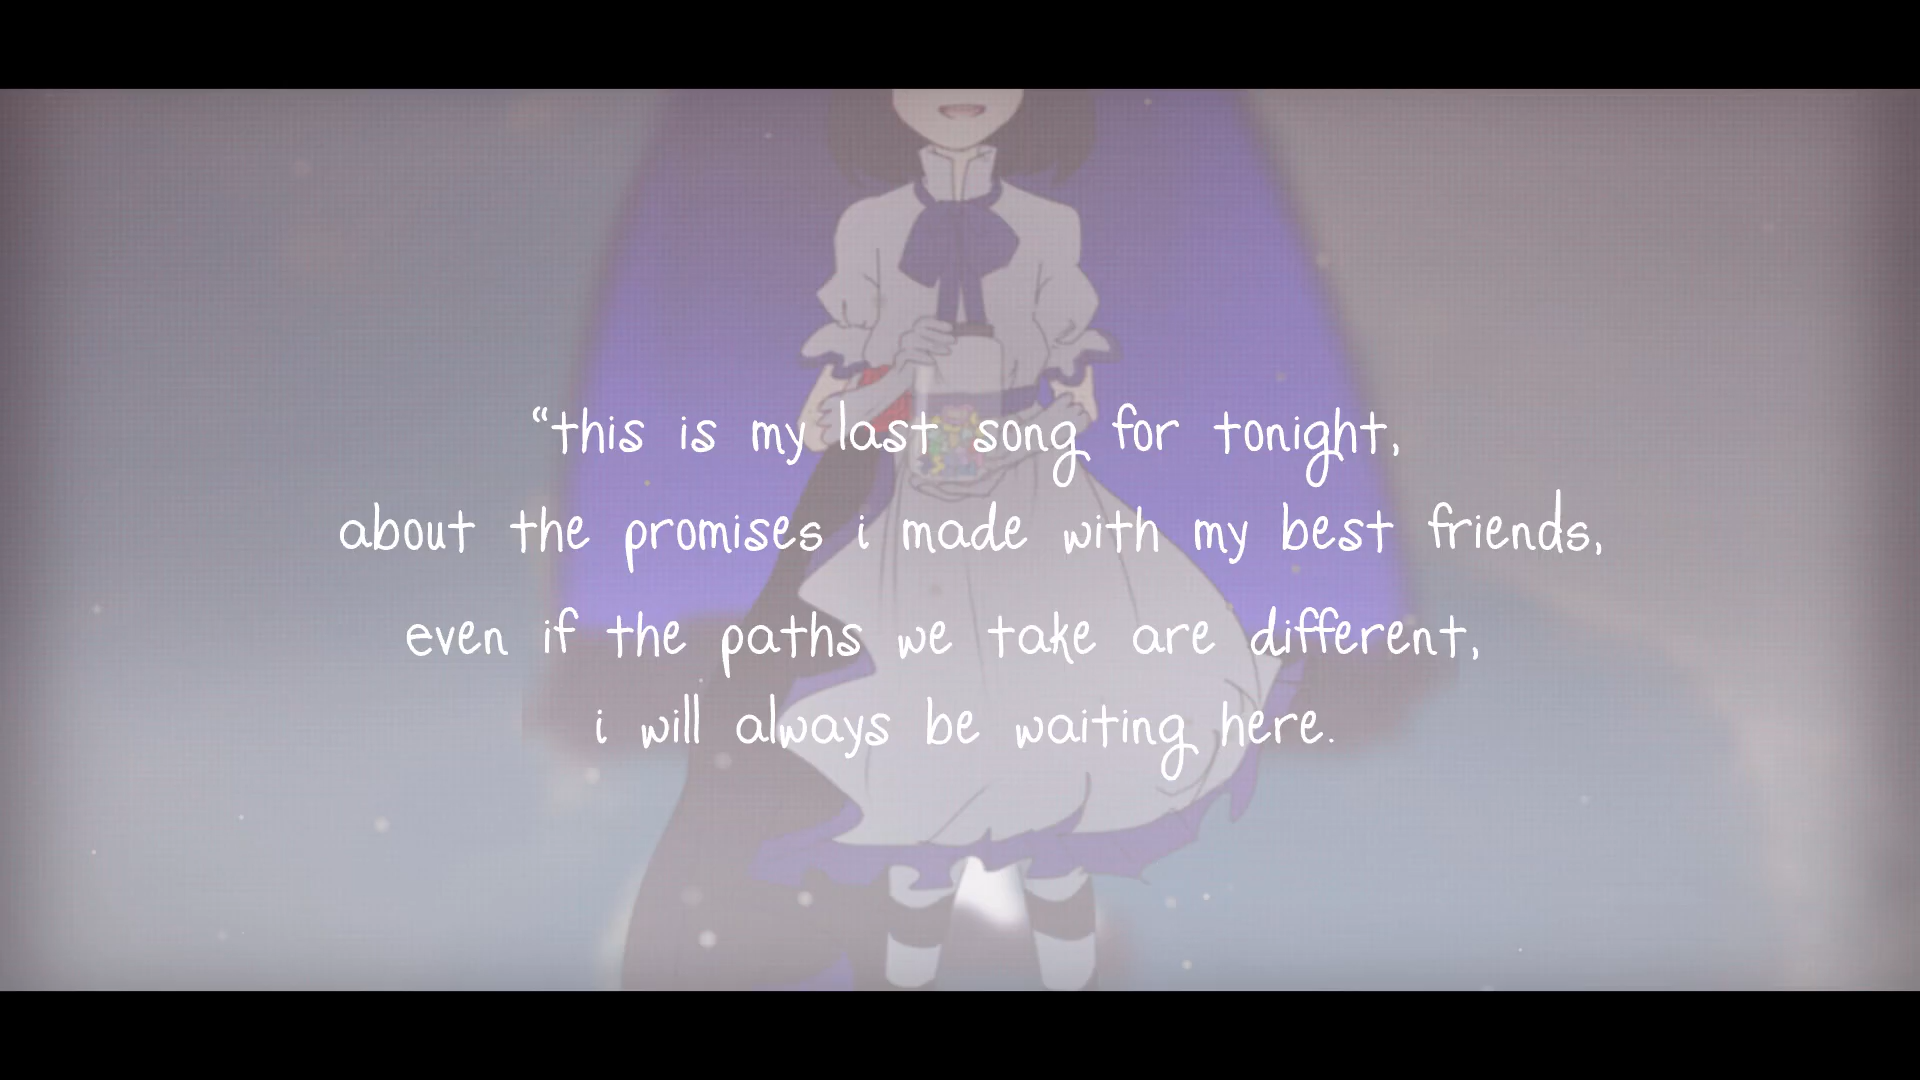 “this is my last song for tonight,
about the promises i made with my best friends,
even if the paths we take are different,
i will always be waiting here.